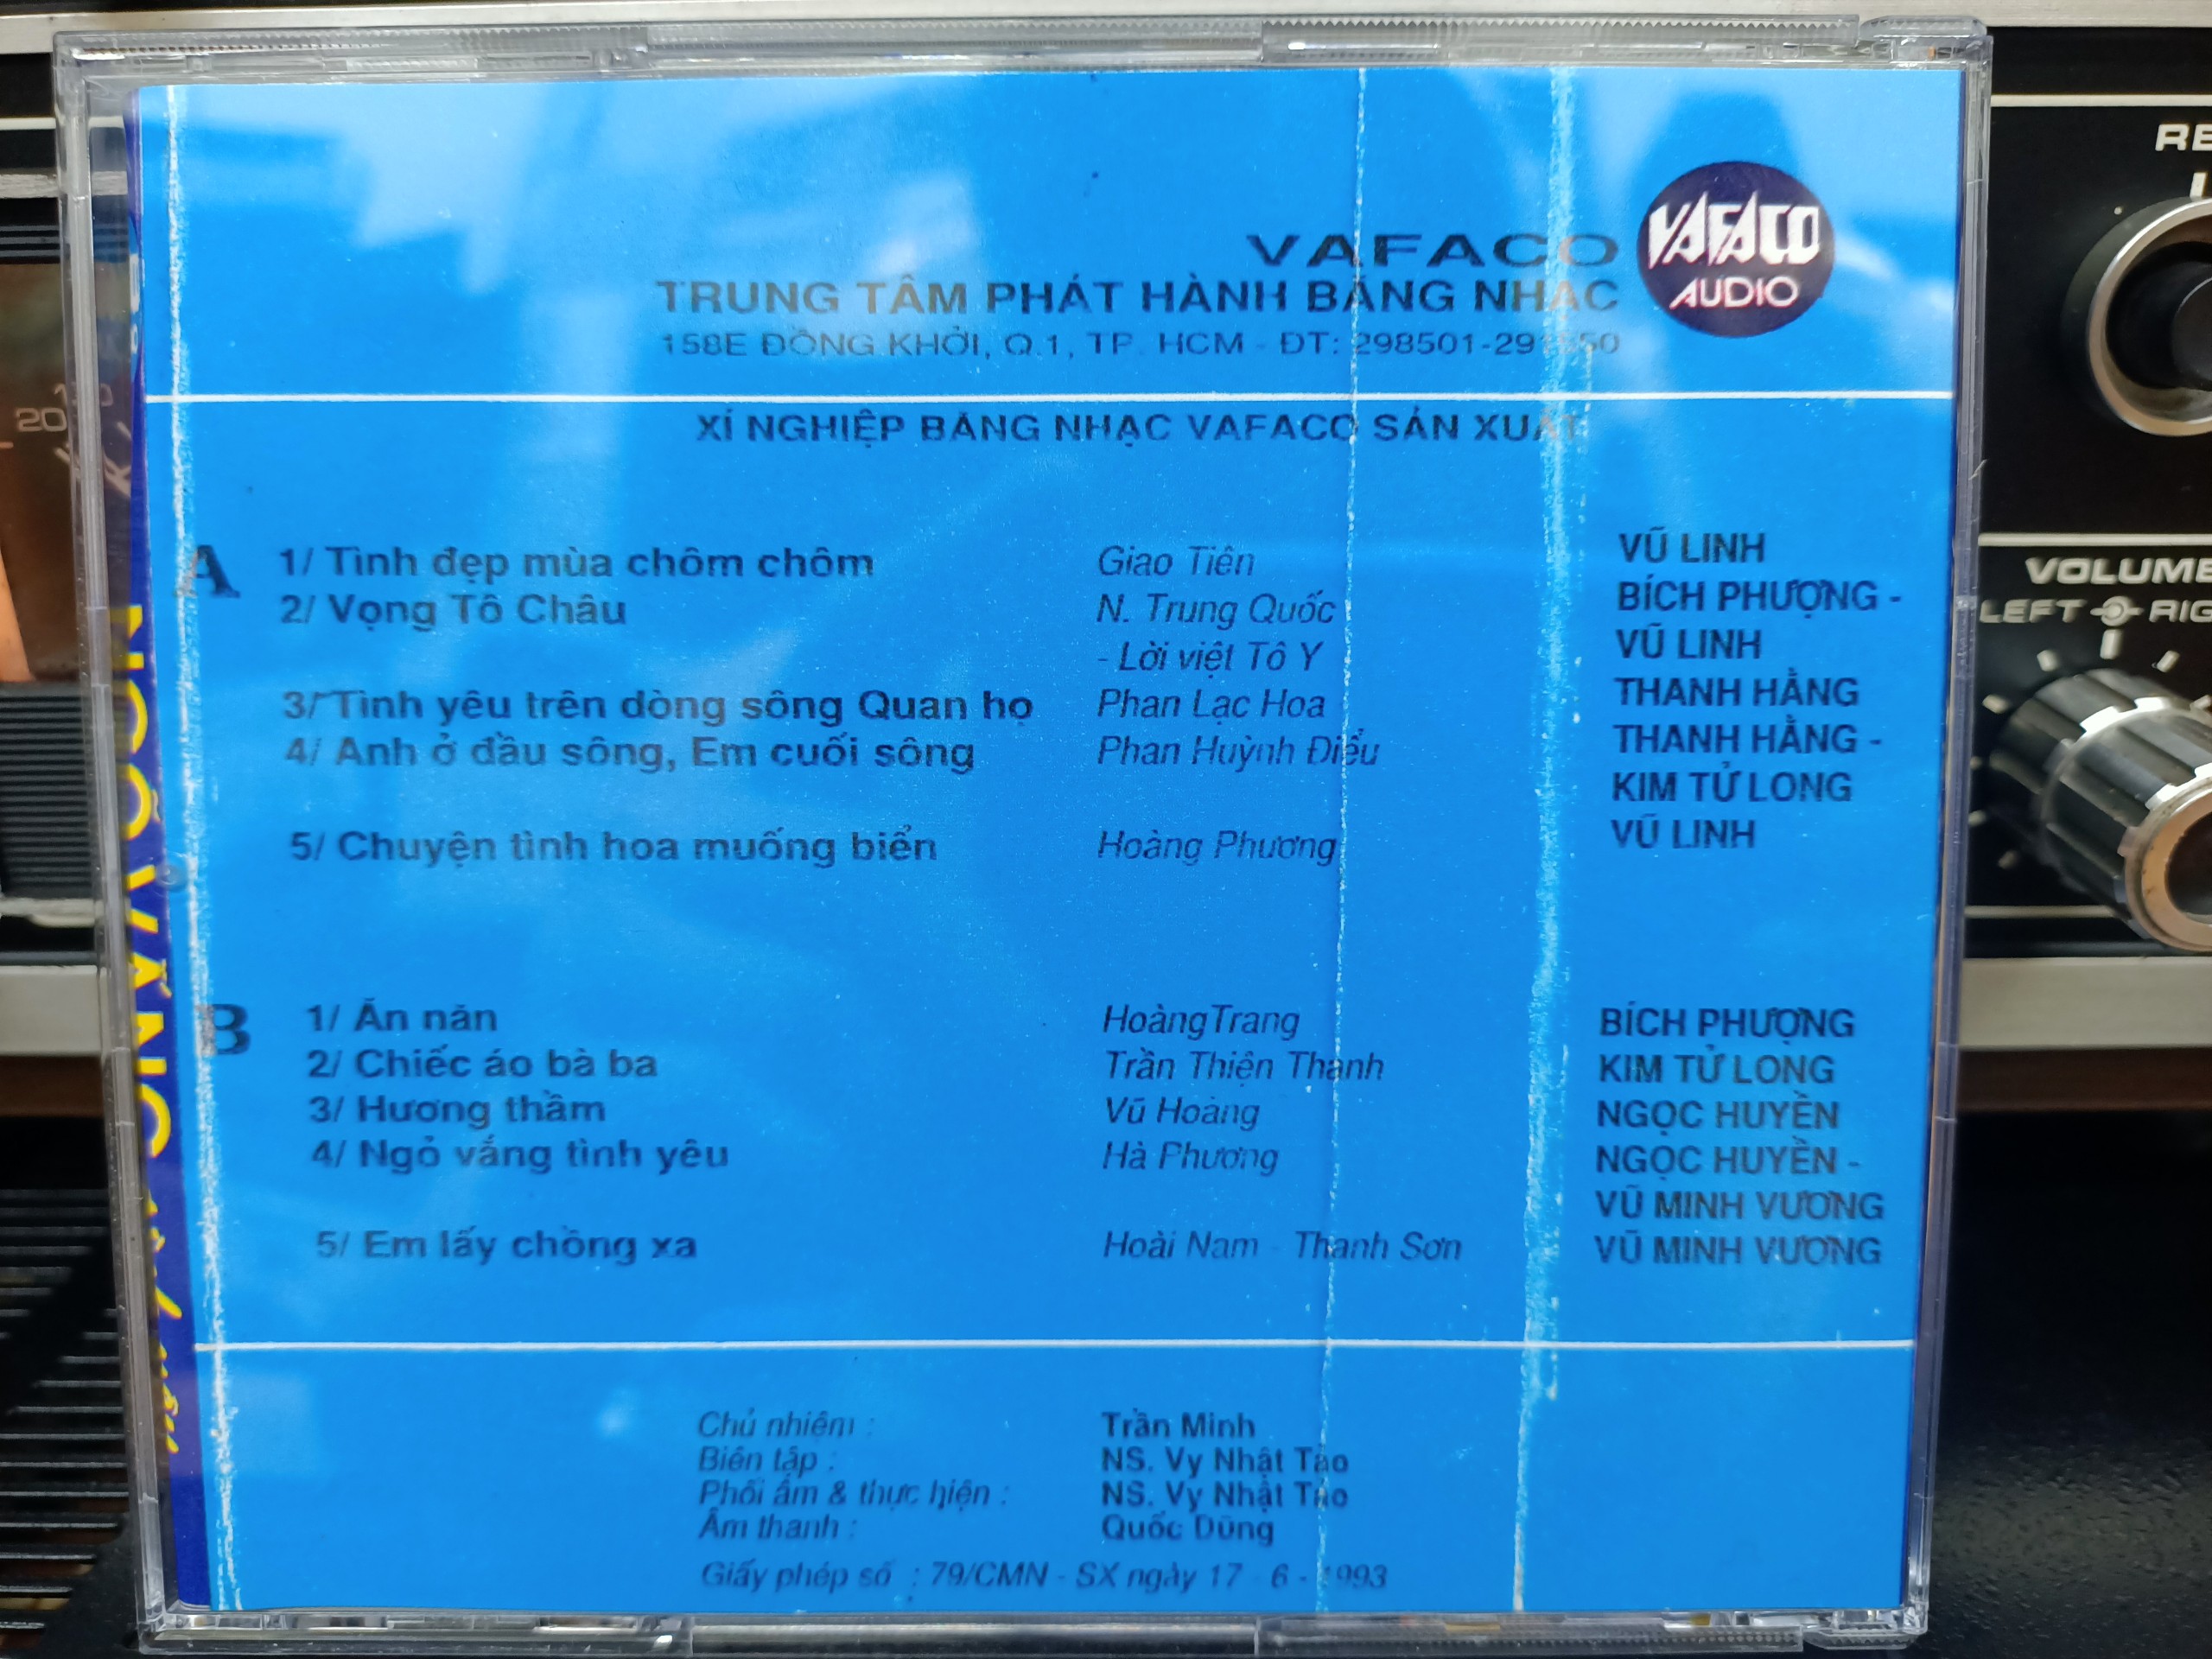 VAFACO
VAFACO
AUDIO
TRUNG TÂM PHÁT HÀNH BĂNG NHẠC
158E ĐỒNG KHỞI, Q.1, TP. HCM - ĐT: 298501-
XÍ NGHIỆP BĂNG NHẠC VAFACO SẢN XUẤT
A
1/ Tình đẹp mùa chôm chôm Giao Tiên VŨ LINH
2/ Vọng Tô Châu N. Trung Quốc BÍCH PHƯỢNG -
- Lời việt Tô Y VŨ LINH
3/ Tình yêu trên dòng sông Quan họ Phan Lạc Hoa THANH HẰNG
4/ Anh ở đầu sông, Em cuối sông Phan Huỳnh Điểu THANH HẰNG -
KIM TỬ LONG
5/ Chuyện tình hoa muống biển Hoàng Phương VŨ LINH
B
1/ Ăn năn HoàngTrang BÍCH PHƯỢNG
2/ Chiếc áo bà ba Trần Thiện Thanh KIM TỬ LONG
3/ Hương thầm Vũ Hoàng NGỌC HUYỀN
4/ Ngỏ vắng tình yêu Hà Phương NGỌC HUYỀN -
VŨ MINH VƯƠNG
5/ Em lấy chồng xa Hoài Nam - Thanh Sơn VŨ MINH VƯƠNG
Chủ nhiệm : Trần Minh
Biên tập : NS. Vy Nhật Tảo
Phối âm & thực hiện : NS. Vy Nhật Tảo
Âm thanh : Quốc Dũng
Giấy phép số : 79/CMN - SX ngày 17 - 6 - 1993
NGÕ VẮNG
VOLUME
LEFT
20